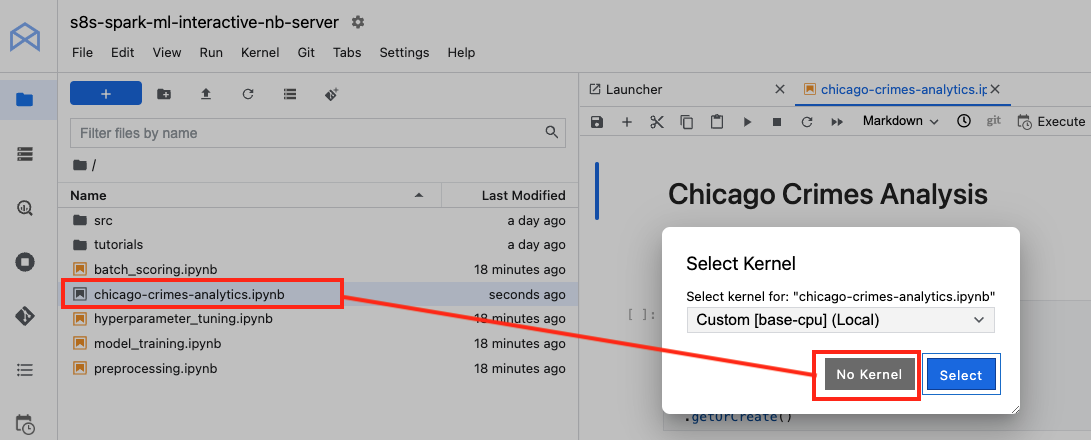 s8s-spark-ml-interactive-nb-server
File Edit View Run Kernel Git Tabs Settings Help
+
Filter files by name
/
Name Last Modified
src a day ago
tutorials a day ago
batch_scoring.ipynb 18 minutes ago
chicago-crimes-analytics.ipynb seconds ago
hyperparameter_tuning.ipynb 18 minutes ago
model_training.ipynb 18 minutes ago
preprocessing.ipynb 18 minutes ago
Launcher
chicago-crimes-analytics.ip
Markdown git Execute
Chicago Crimes Analysis
[ ]:
Select Kernel
Select kernel for: "chicago-crimes-analytics.ipynb"
Custom [base-cpu] (Local)
No Kernel Select
.getOrCreate()